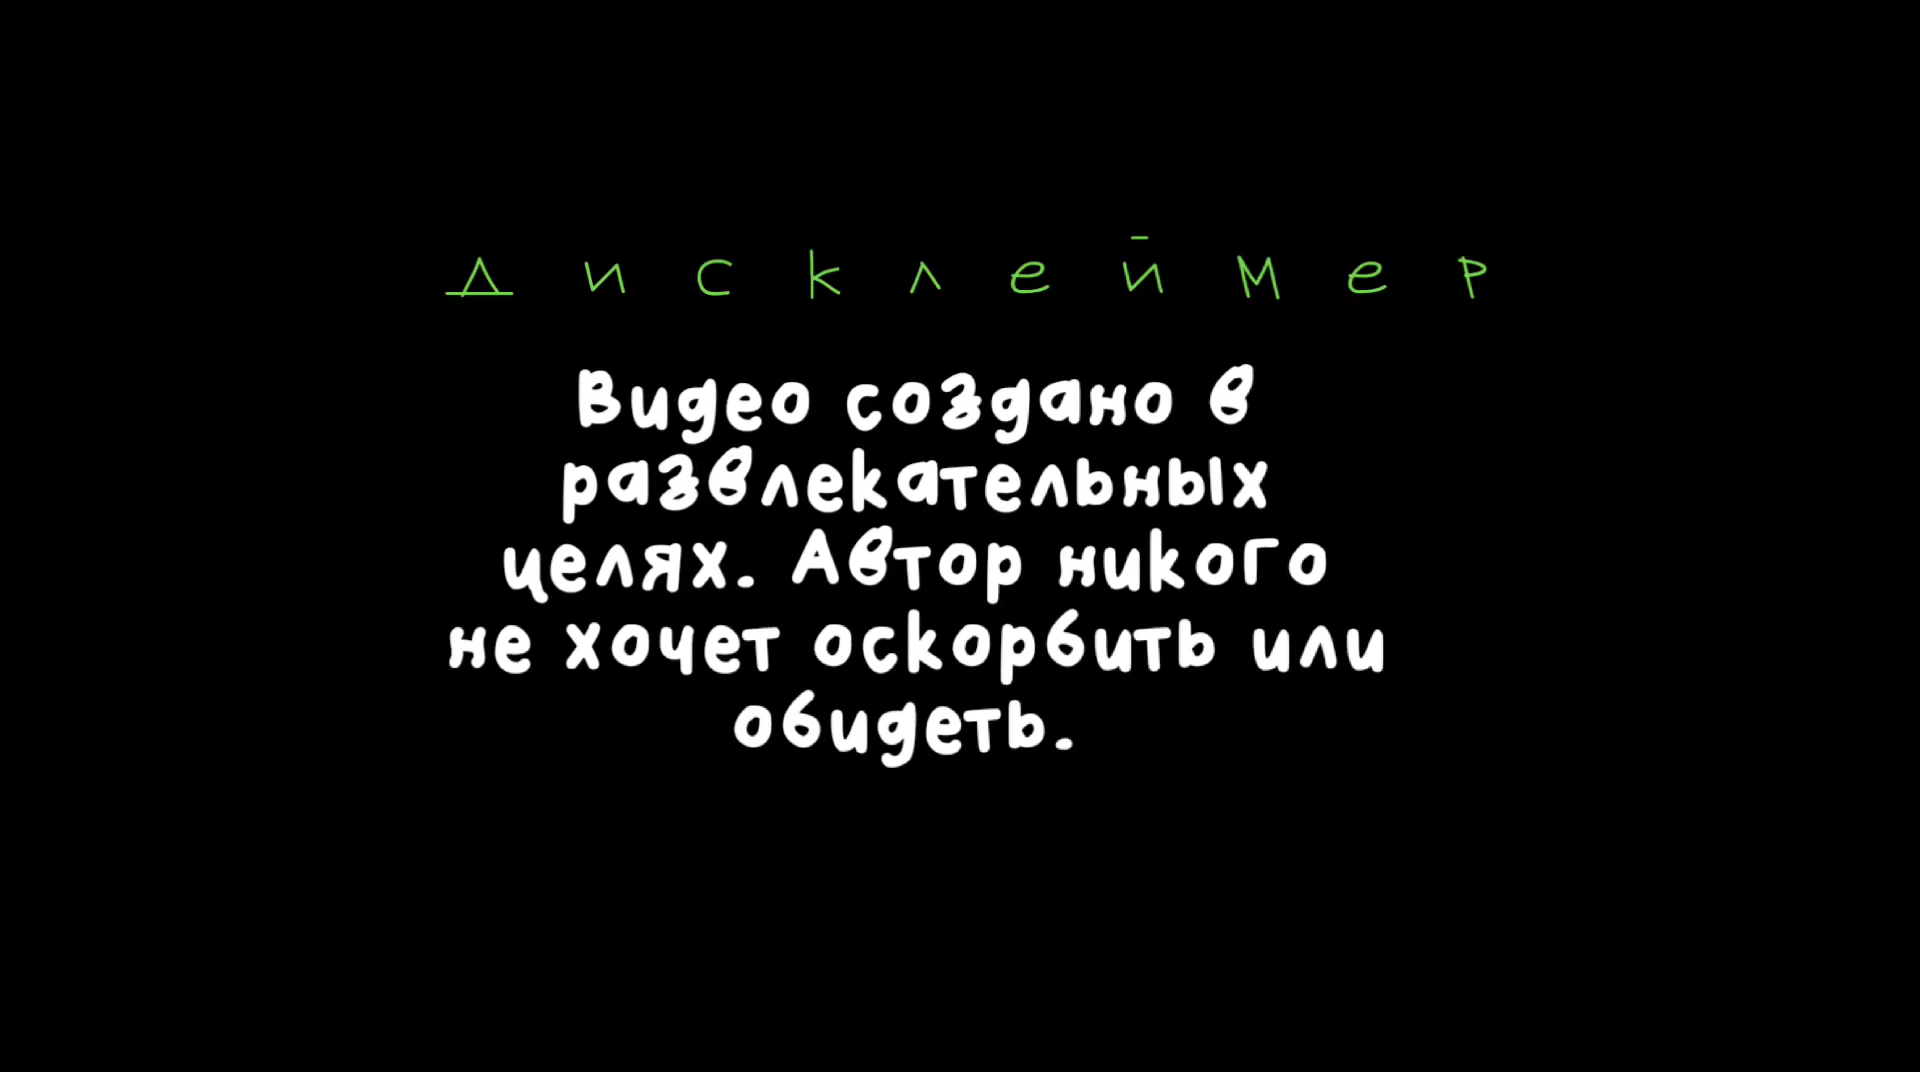 дисклеймер
Видео создано в
развлекательных
целях. Автор никого
не хочет оскорбить или
обидеть.